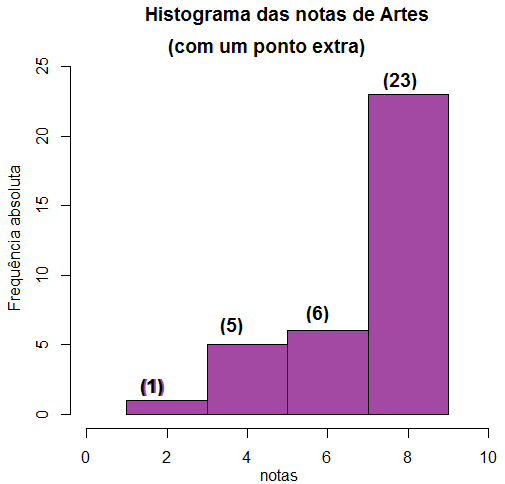 Histograma das notas de Artes
(com um ponto extra)
Frequência absoluta
25
20
15
10
5
0
(1)
(5)
(6)
(23)
0 2 4 6 8 10
notas